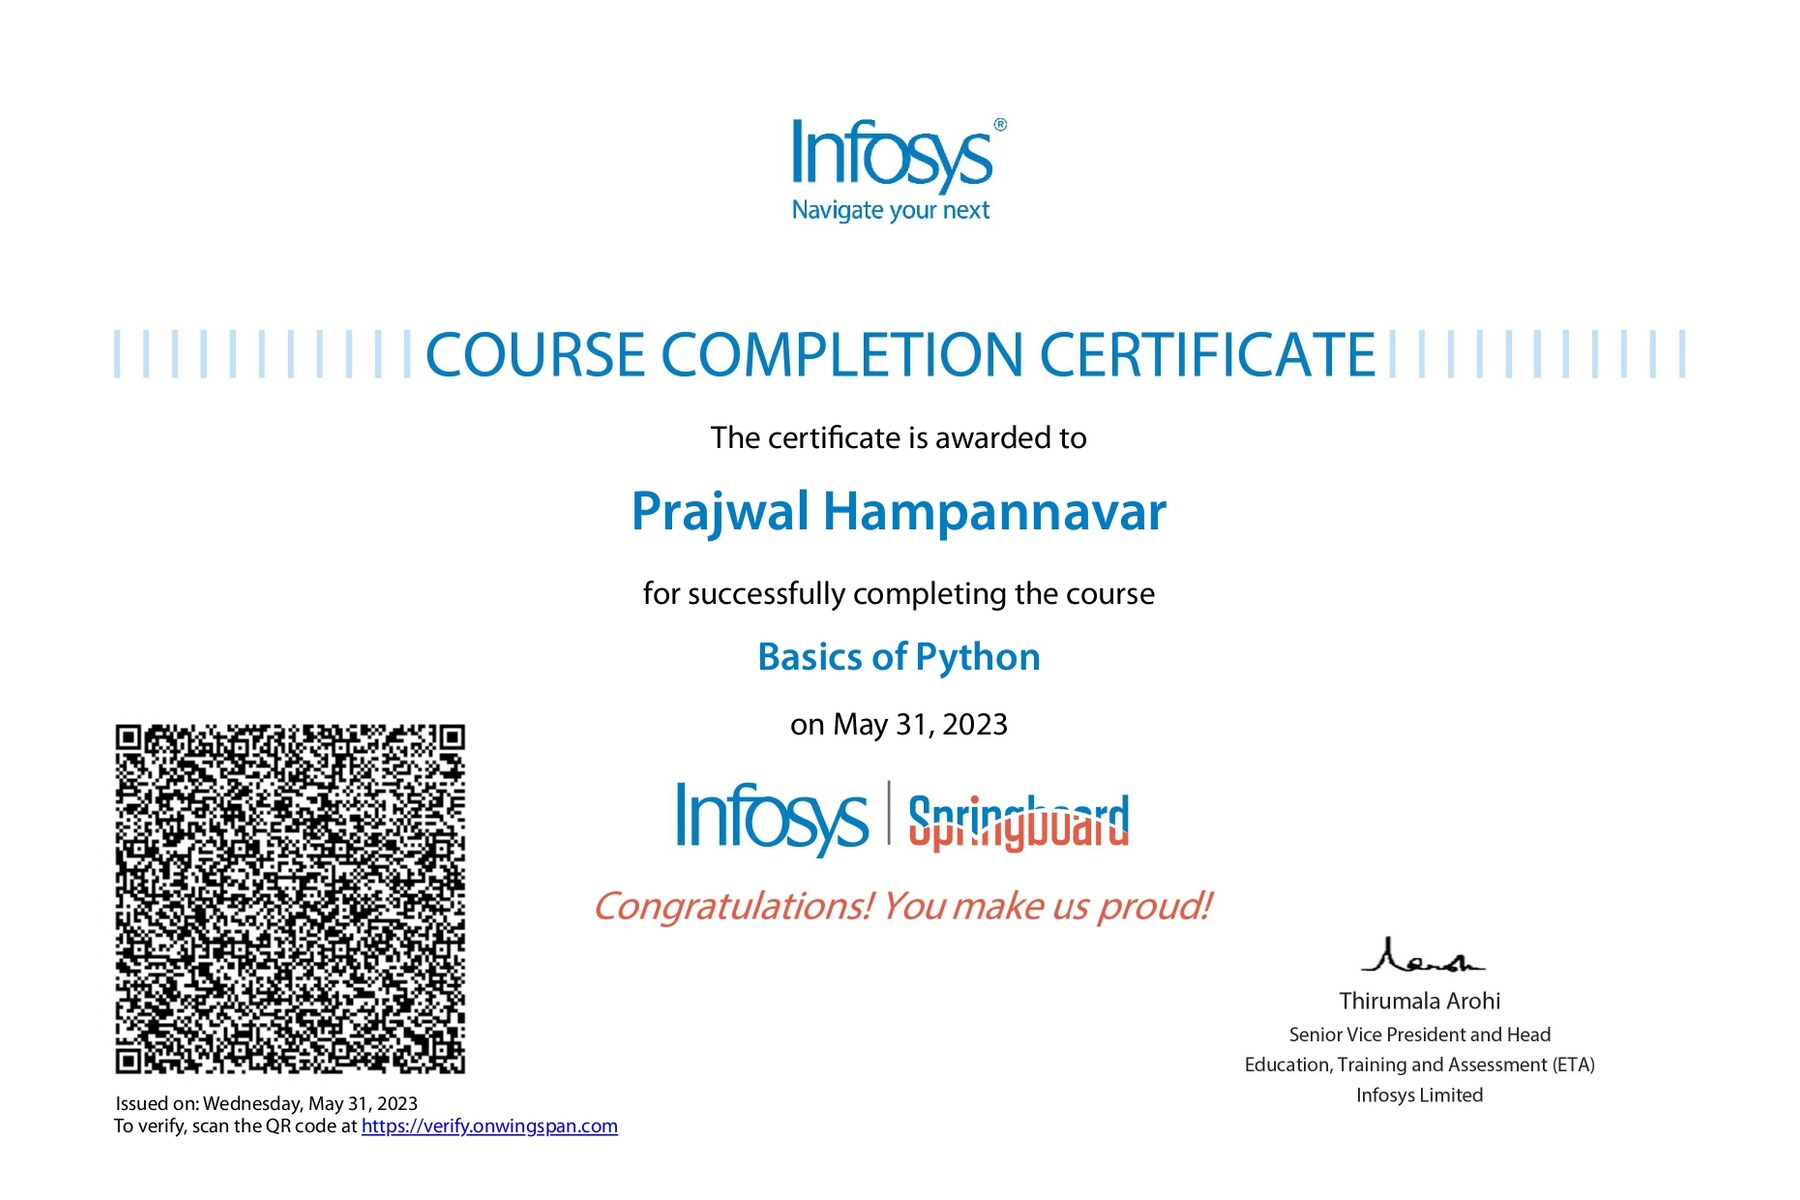 Infosys®
Navigate your next
COURSE COMPLETION CERTIFICATE
The certificate is awarded to
Prajwal Hampannavar
for successfully completing the course
Basics of Python
on May 31, 2023
Infosys | Springboard
Congratulations! You make us proud!
Thirumala Arohi
Senior Vice President and Head
Education, Training and Assessment (ETA)
Infosys Limited
Issued on: Wednesday, May 31, 2023
To verify, scan the QR code at https://verify.onwingspan.com